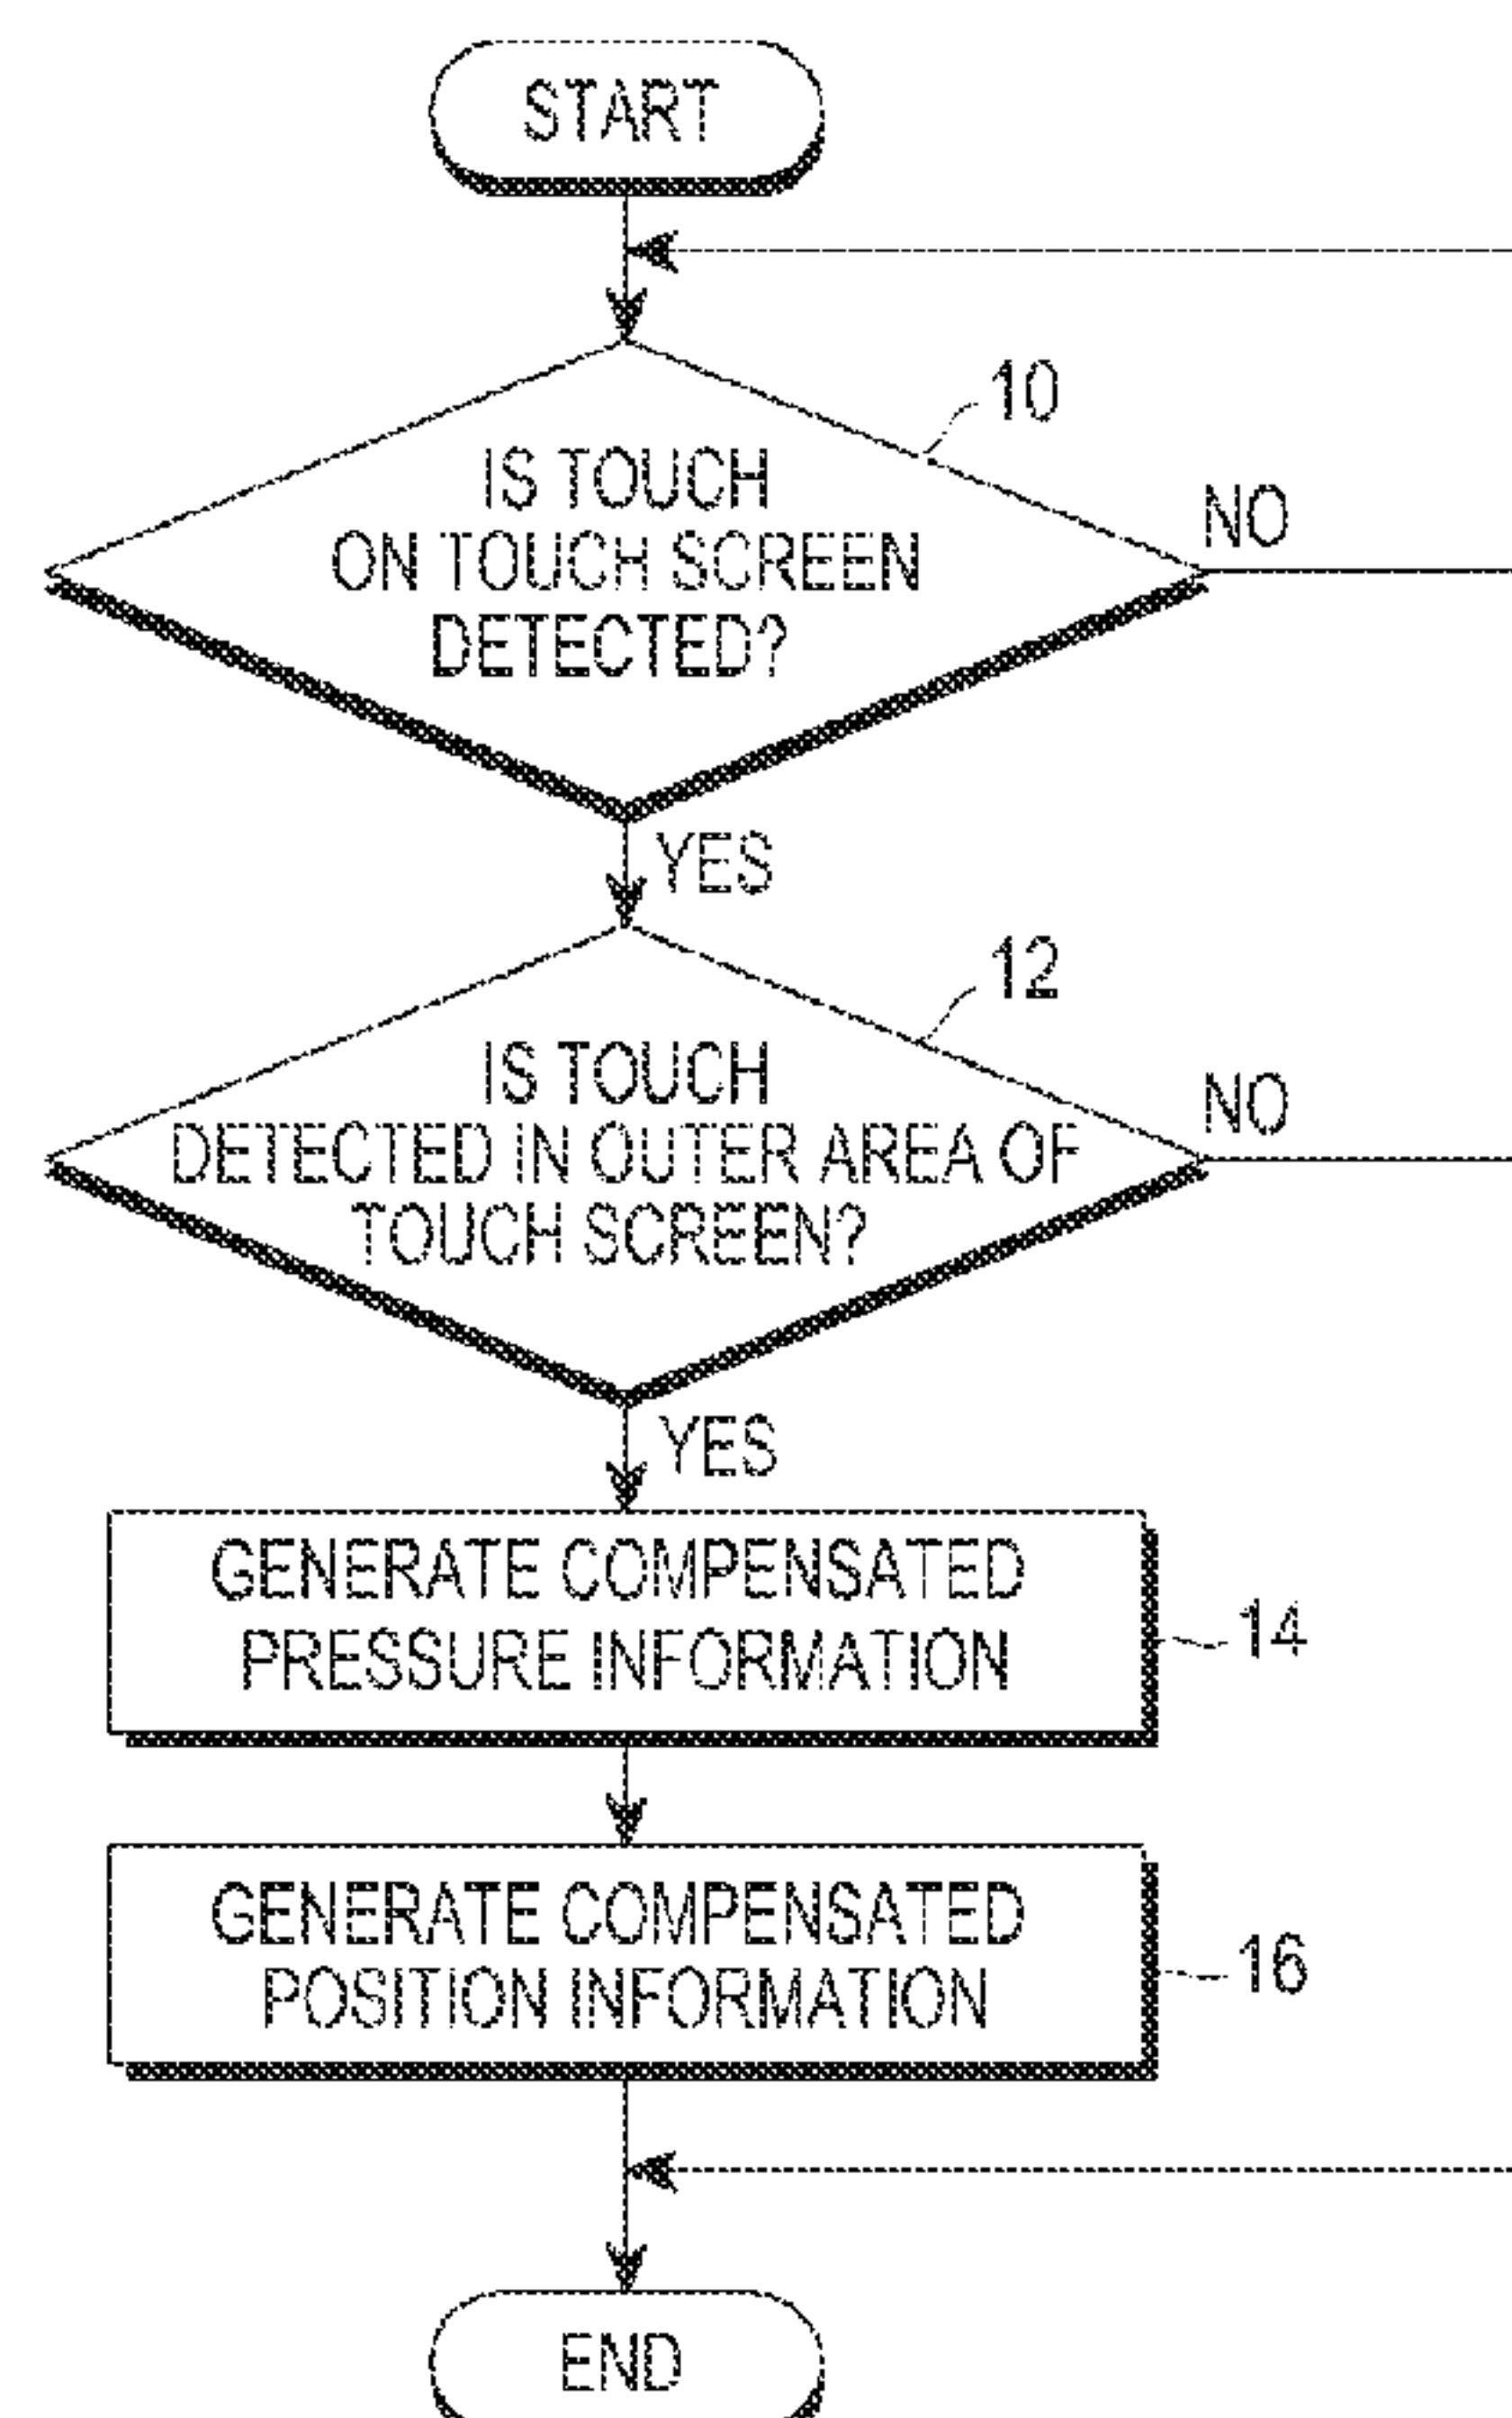 START
10
IS TOUCH
ON TOUCH SCREEN
DETECTED?
NO
YES
12
IS TOUCH
DETECTED IN OUTER AREA OF
TOUCH SCREEN?
NO
YES
GENERATE COMPENSATED
PRESSURE INFORMATION
14
GENERATE COMPENSATED
POSITION INFORMATION
16
END